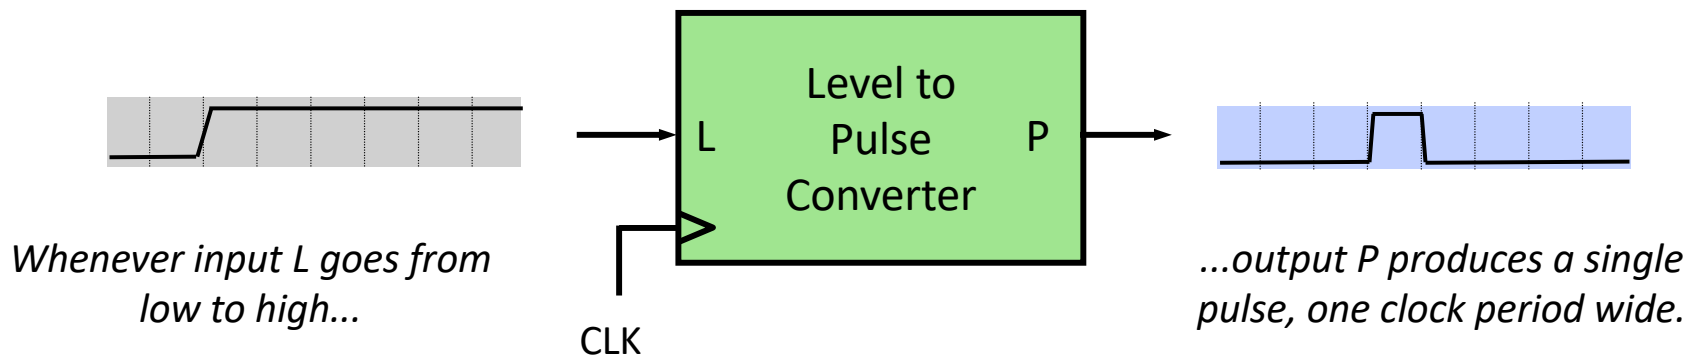 Whenever input L goes from
low to high...
Level to
Pulse
Converter
L
P
CLK
...output P produces a single
pulse, one clock period wide.